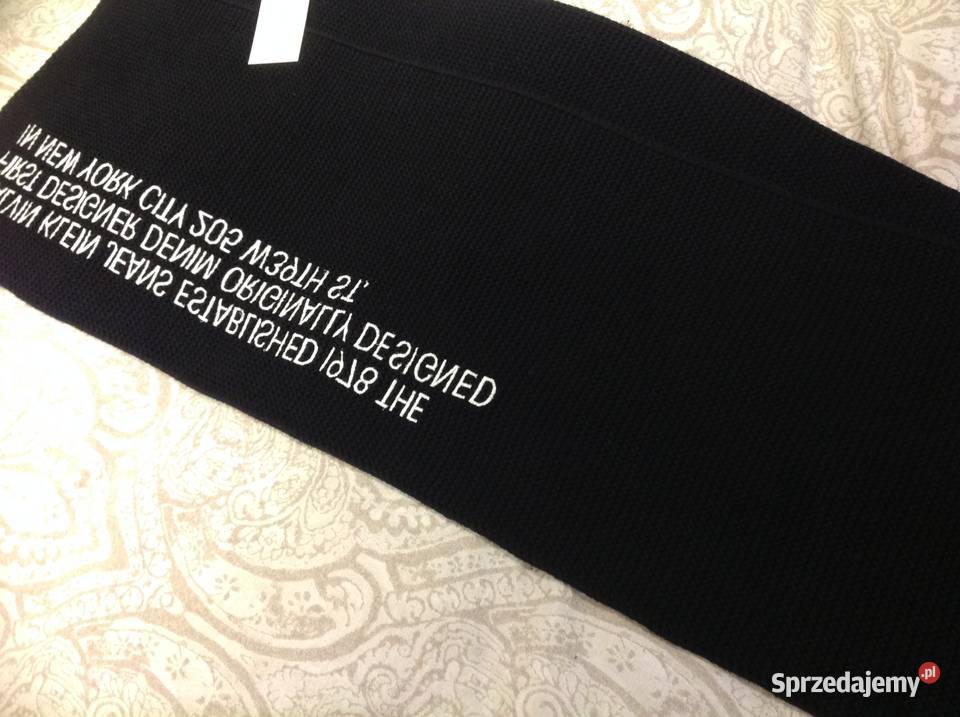 ALVIN KLEIN JEANS ESTABLISHED 1978 THE
FIRST DESIGNER DENIM ORIGINALLY DESIGNED
IN NEW YORK CITY 205 W39TH ST.
Sprzedajemy.pl